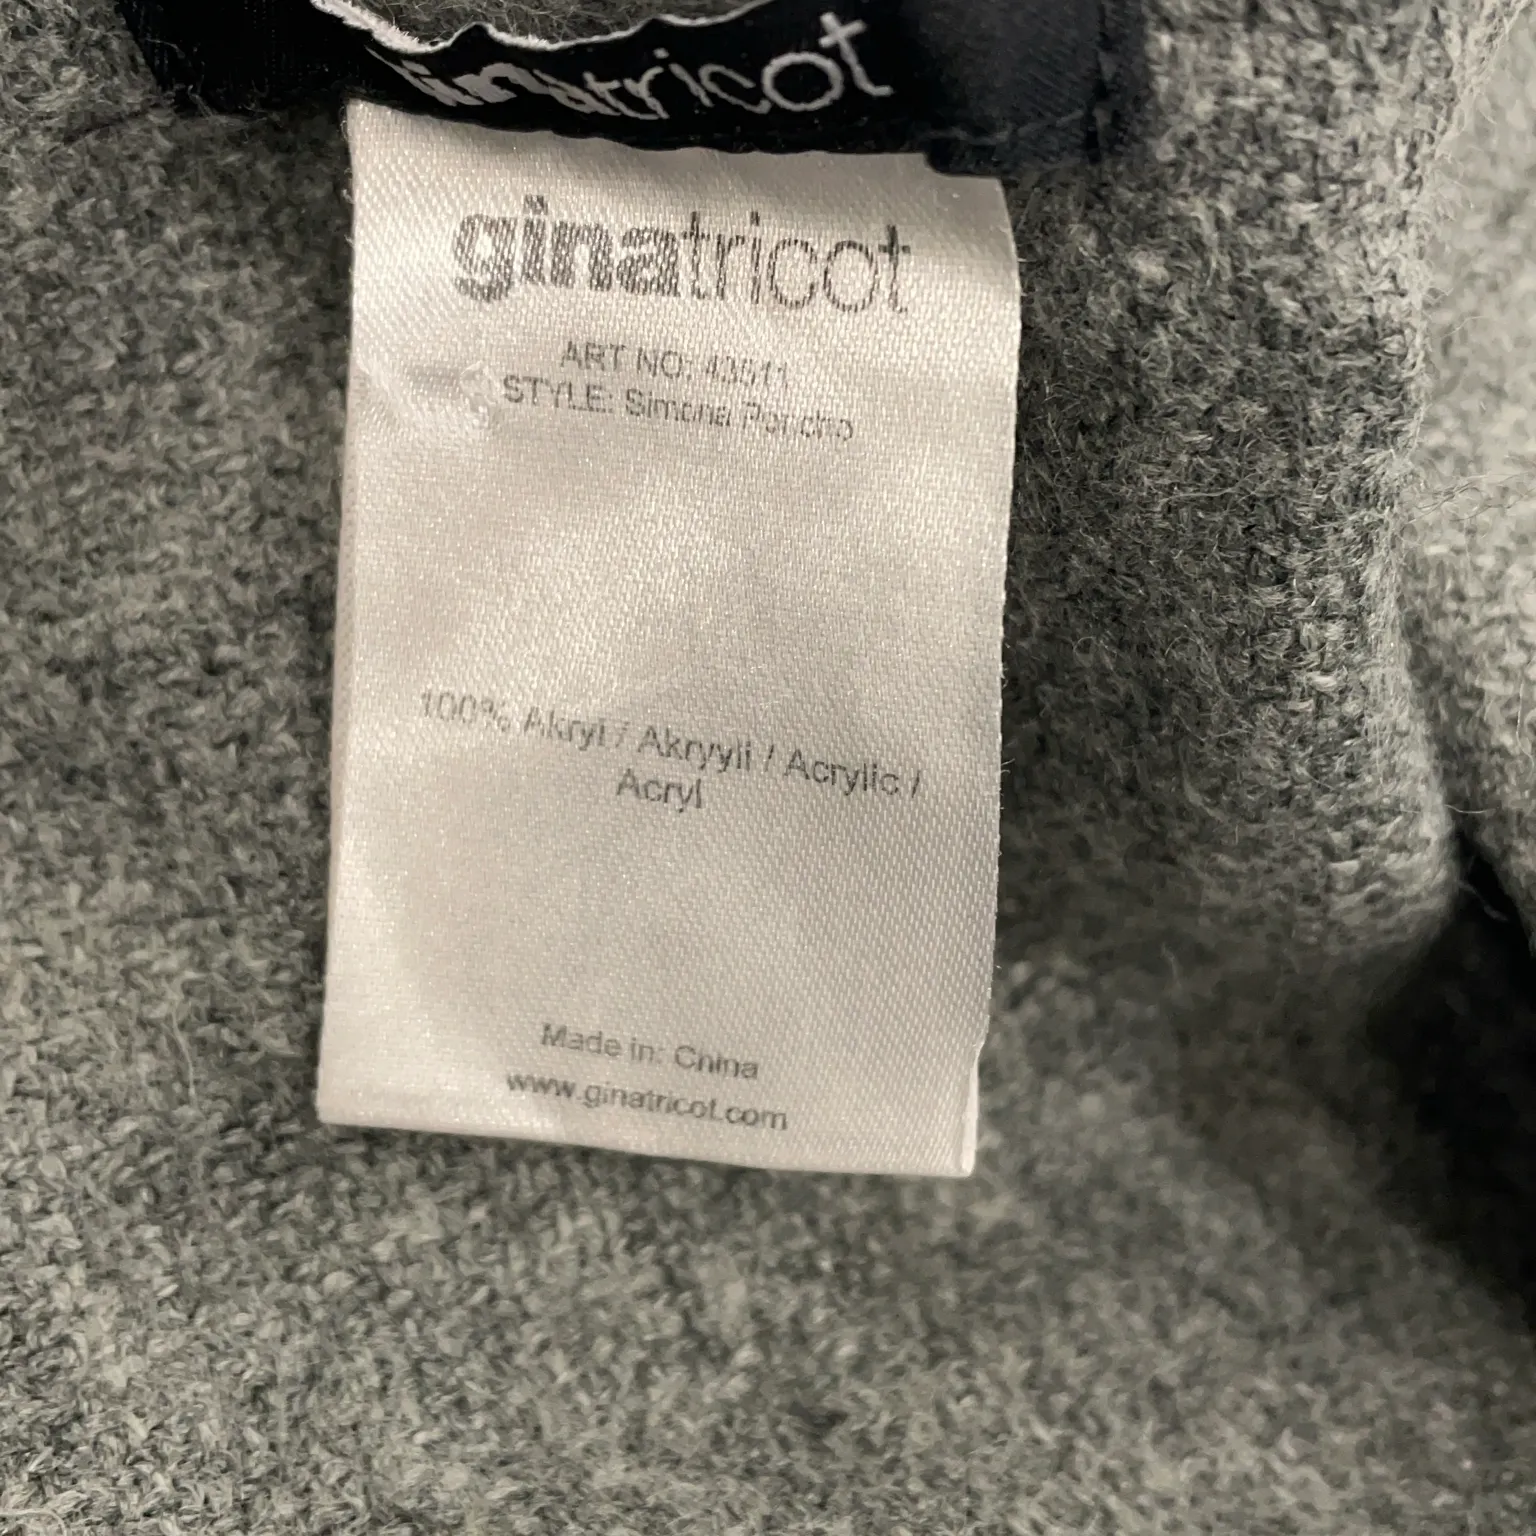 ginatricot
ginatricot
ART NO: 43511
STYLE: Simona Poncho
100% Akryl / Akryyli / Acrylic /
Acryl
Made in: China
www.ginatricot.com